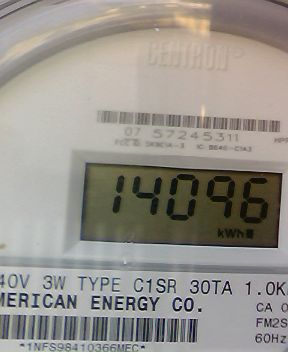 CENTRON®
07 57245311
14096
kWh
40V 3W TYPE C1SR 30TA 1.0K
MERICAN ENERGY CO.
CA 0
FM2S
60Hz
*1NFS98410366MEC*